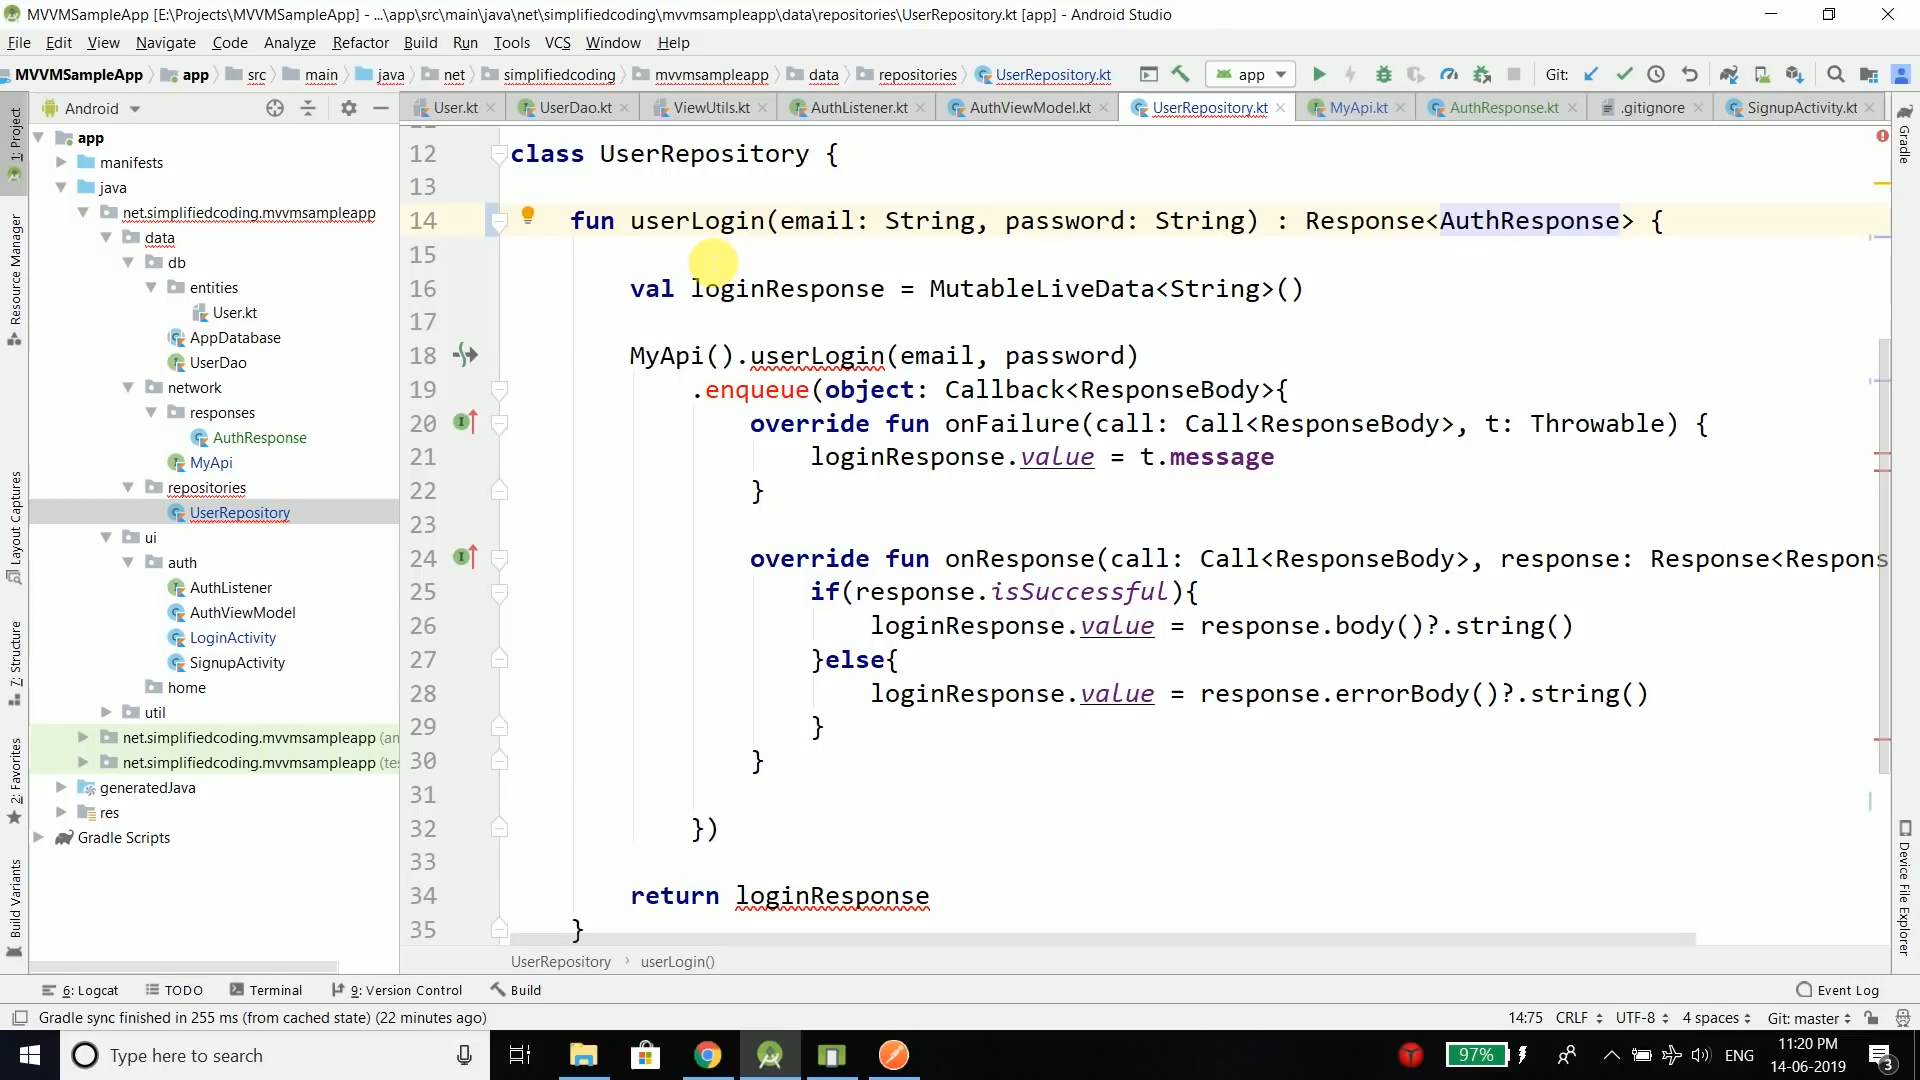 MVVMSampleApp [E:\Projects\MVVMSampleApp] - ...\app\src\main\java\net\simplifiedcoding\mvvmsampleapp\data\repositories\UserRepository.kt [app] - Android Studio
File Edit View Navigate Code Analyze Refactor Build Run Tools VCS Window Help
MVVMSampleApp app src main java net simplifiedcoding mvvmsampleapp data repositories UserRepository.kt app Git:
Android User.kt UserDao.kt ViewUtils.kt AuthListener.kt AuthViewModel.kt UserRepository.kt MyApi.kt AuthResponse.kt .gitignore SignupActivity.kt
1: Project
Resource Manager
Layout Captures
7: Structure
2: Favorites
Build Variants
app
manifests
java
net.simplifiedcoding.mvvmsampleapp
data
db
entities
User.kt
AppDatabase
UserDao
network
responses
AuthResponse
MyApi
repositories
UserRepository
ui
auth
AuthListener
AuthViewModel
LoginActivity
SignupActivity
home
util
net.simplifiedcoding.mvvmsampleapp (an
net.simplifiedcoding.mvvmsampleapp (tes
generatedJava
res
Gradle Scripts
12 class UserRepository {
13
14 fun userLogin(email: String, password: String) : Response<AuthResponse> {
15
16 val loginResponse = MutableLiveData<String>()
17
18 MyApi().userLogin(email, password)
19 .enqueue(object: Callback<ResponseBody>{
20 override fun onFailure(call: Call<ResponseBody>, t: Throwable) {
21 loginResponse.value = t.message
22 }
23
24 override fun onResponse(call: Call<ResponseBody>, response: Response<Respons
25 if(response.isSuccessful){
26 loginResponse.value = response.body()?.string()
27 }else{
28 loginResponse.value = response.errorBody()?.string()
29 }
30 }
31
32 })
33
34 return loginResponse
35 }
UserRepository userLogin()
Gradle
Device File Explorer
6: Logcat TODO Terminal 9: Version Control Build Event Log
Gradle sync finished in 255 ms (from cached state) (22 minutes ago) 14:75 CRLF UTF-8 4 spaces Git: master
Type here to search 97% ENG 11:20 PM
14-06-2019 3